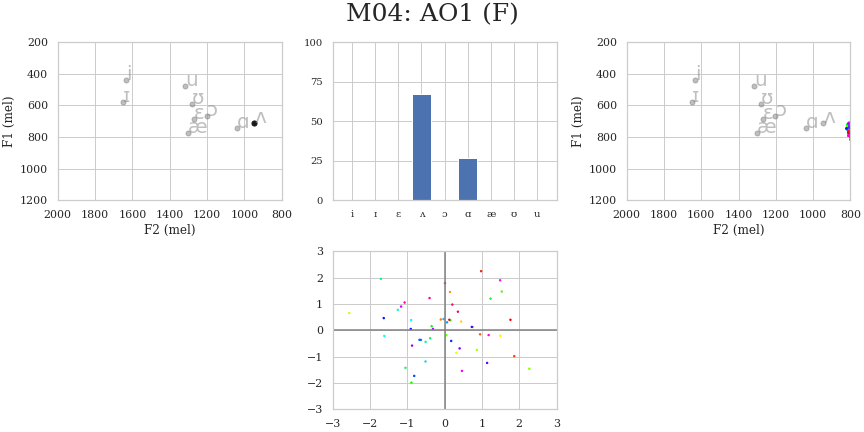 M04: AO1 (F)
200
400
600
800
1000
1200
F1 (mel)
2000 1800 1600 1400 1200 1000 800
F2 (mel)
i
ɪ
u
ʊ
ɛ
ɔ
æ
ɑ
ʌ
100
75
50
25
0
i ɪ ɛ ʌ ɔ ɑ æ ʊ u
200
400
600
800
1000
1200
F1 (mel)
2000 1800 1600 1400 1200 1000 800
F2 (mel)
i
ɪ
u
ʊ
ɛ
ɔ
æ
ɑ
ʌ
3
2
1
0
−1
−2
−3
−3 −2 −1 0 1 2 3